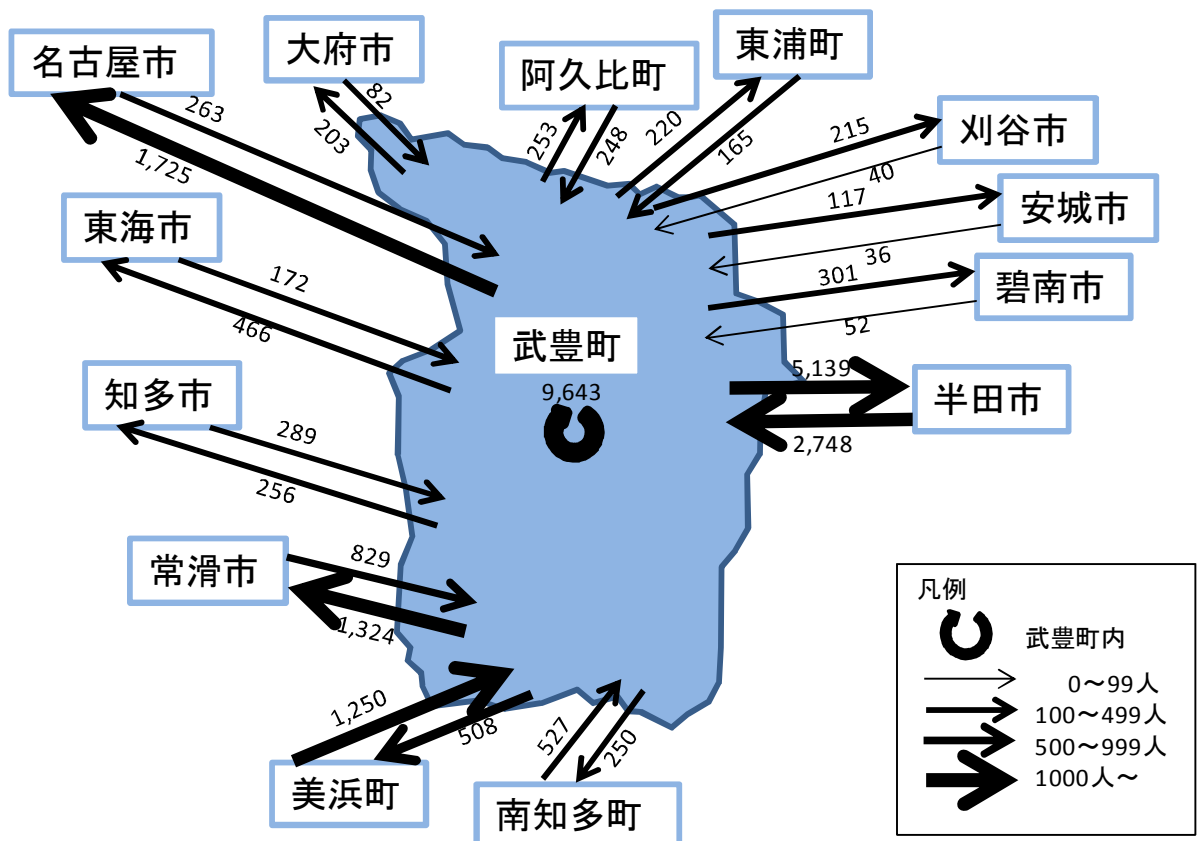 名古屋市
大府市
阿久比町
東浦町
刈谷市
安城市
碧南市
半田市
東海市
知多市
常滑市
美浜町
南知多町
武豊町
9,643
263
1,725
82
203
253
248
220
165
215
40
117
36
301
52
5,139
2,748
172
466
289
256
829
1,324
1,250
508
527
250
凡例
武豊町内
0～99人
100～499人
500～999人
1000人～